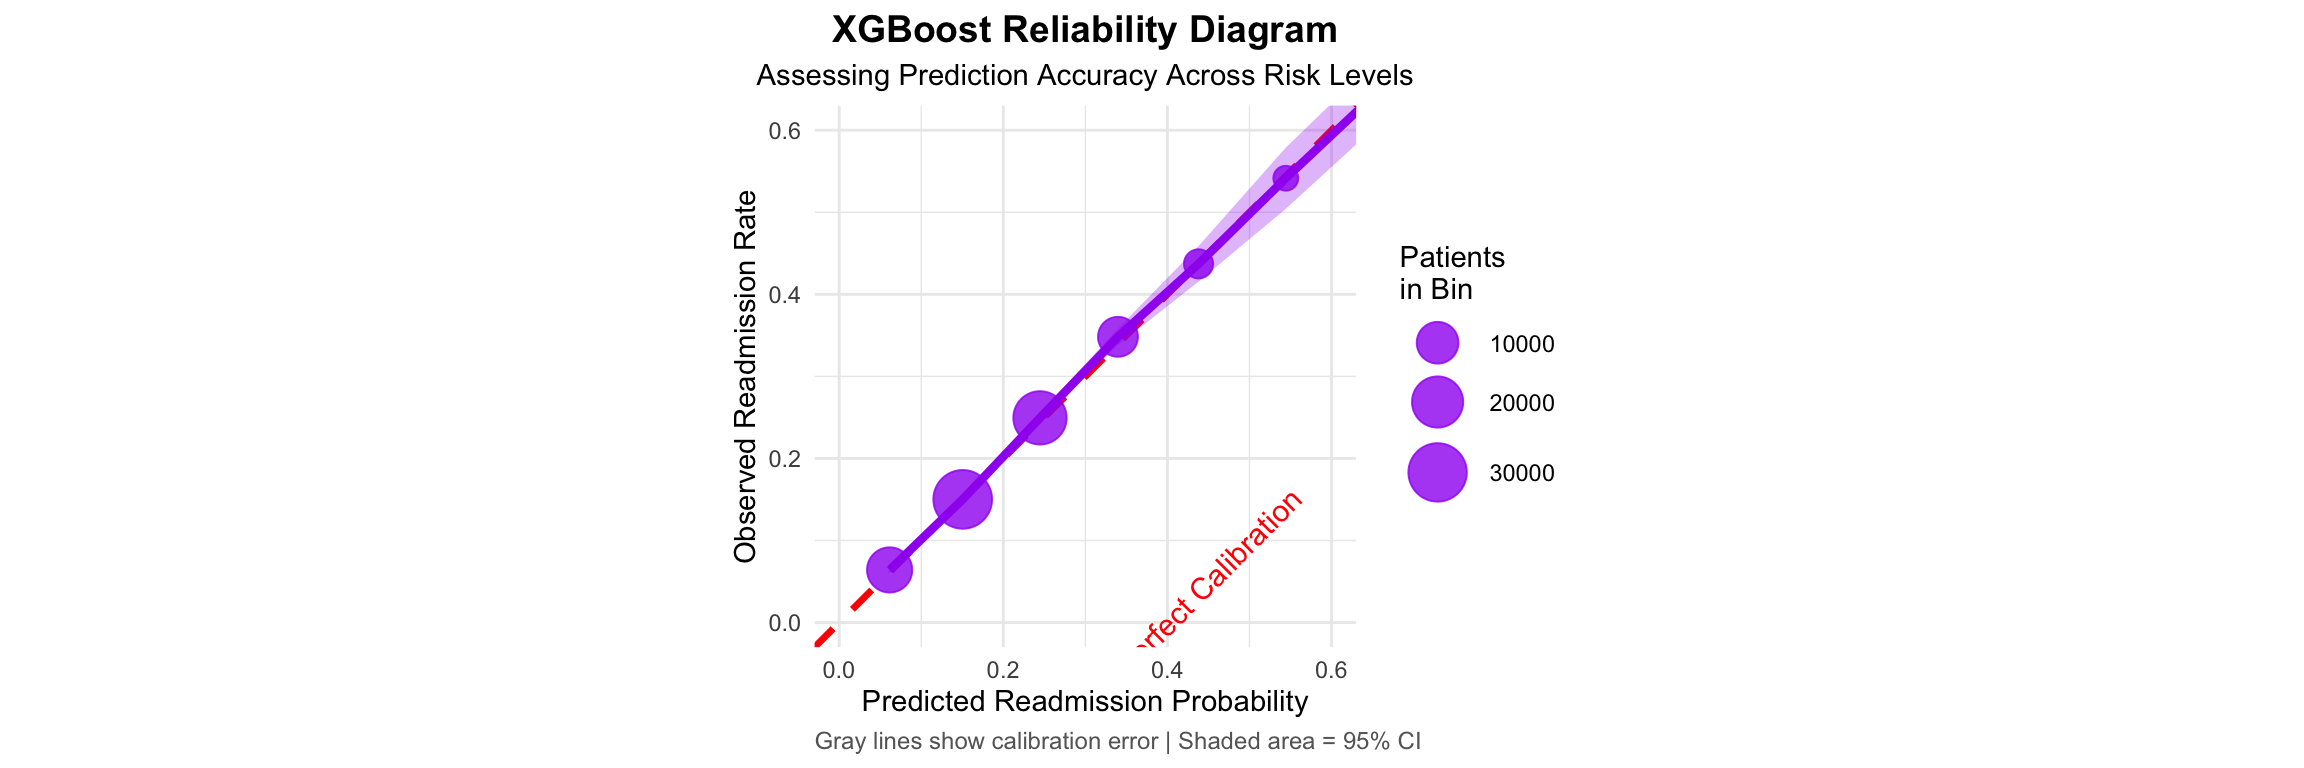 XGBoost Reliability Diagram
Assessing Prediction Accuracy Across Risk Levels
Observed Readmission Rate
0.6
0.4
0.2
0.0
erfect Calibration
0.0 0.2 0.4 0.6
Predicted Readmission Probability
Gray lines show calibration error | Shaded area = 95% CI
Patients
in Bin
10000
20000
30000